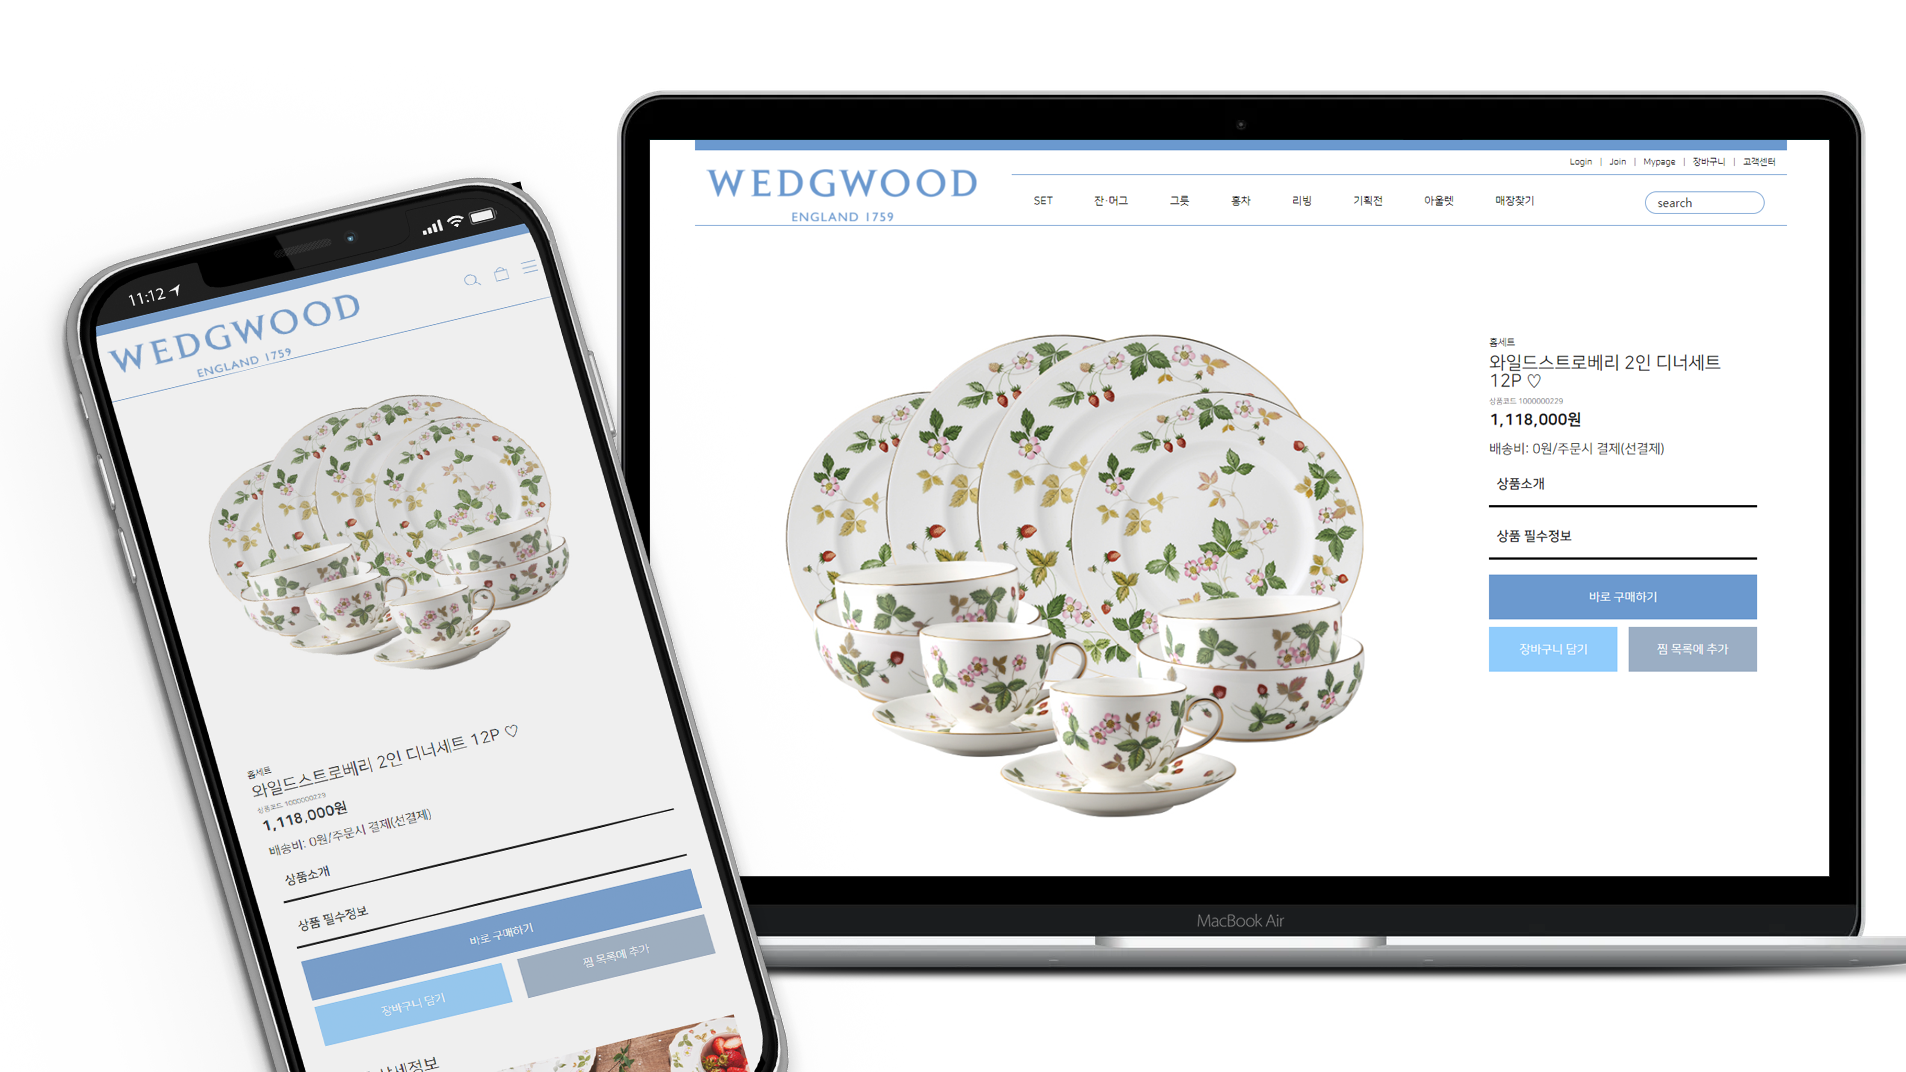 11:12
WEDGWOOD
ENGLAND 1759
홈세트
와일드스트로베리 2인 디너세트 12P ♡
상품코드 1000000229
1,118,000원
배송비: 0원/주문시 결제(선결제)
상품소개
상품 필수정보
바로 구매하기
장바구니 담기
찜 목록에 추가
상세정보
Login | Join | Mypage | 장바구니 | 고객센터
WEDGWOOD
ENGLAND 1759
SET 잔·머그 그릇 홍차 리빙 기획전 아울렛 매장찾기
search
홈세트
와일드스트로베리 2인 디너세트
12P ♡
상품코드 1000000229
1,118,000원
배송비: 0원/주문시 결제(선결제)
상품소개
상품 필수정보
바로 구매하기
장바구니 담기
찜 목록에 추가
MacBook Air